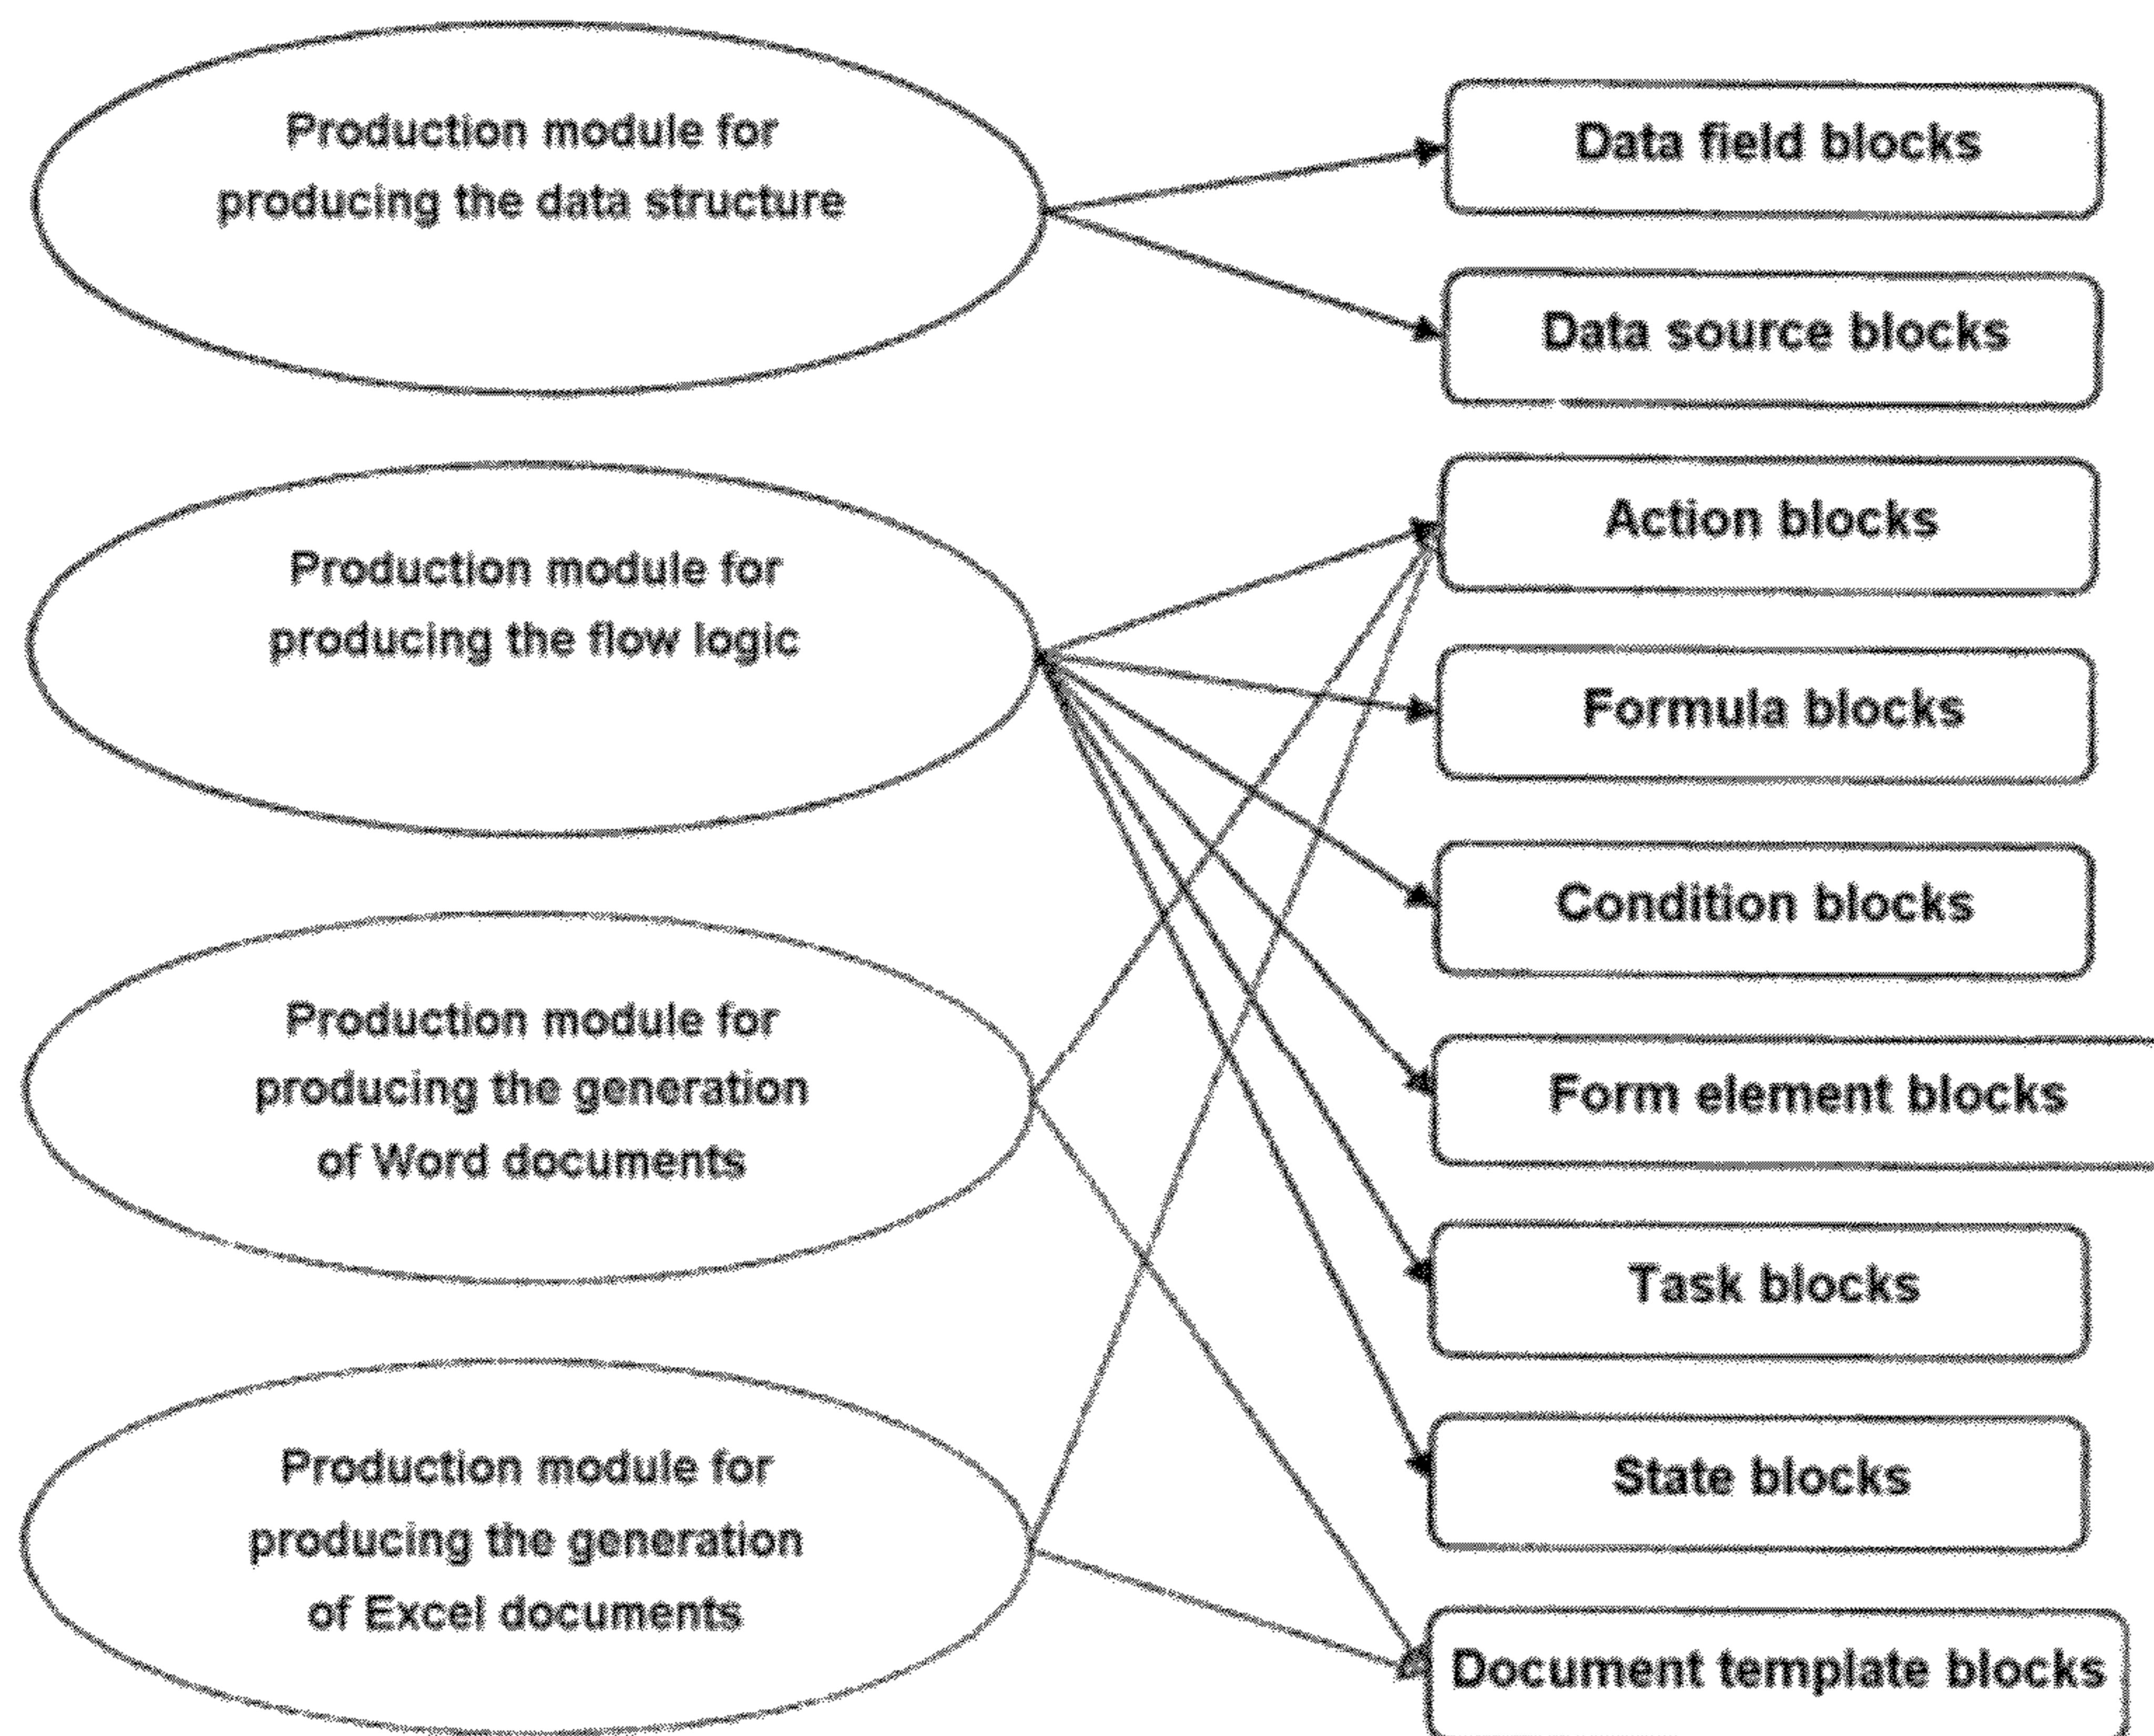 Production module for
producing the data structure
Data field blocks
Data source blocks
Production module for
producing the flow logic
Action blocks
Formula blocks
Condition blocks
Production module for
producing the generation
of Word documents
Form element blocks
Task blocks
Production module for
producing the generation
of Excel documents
State blocks
Document template blocks